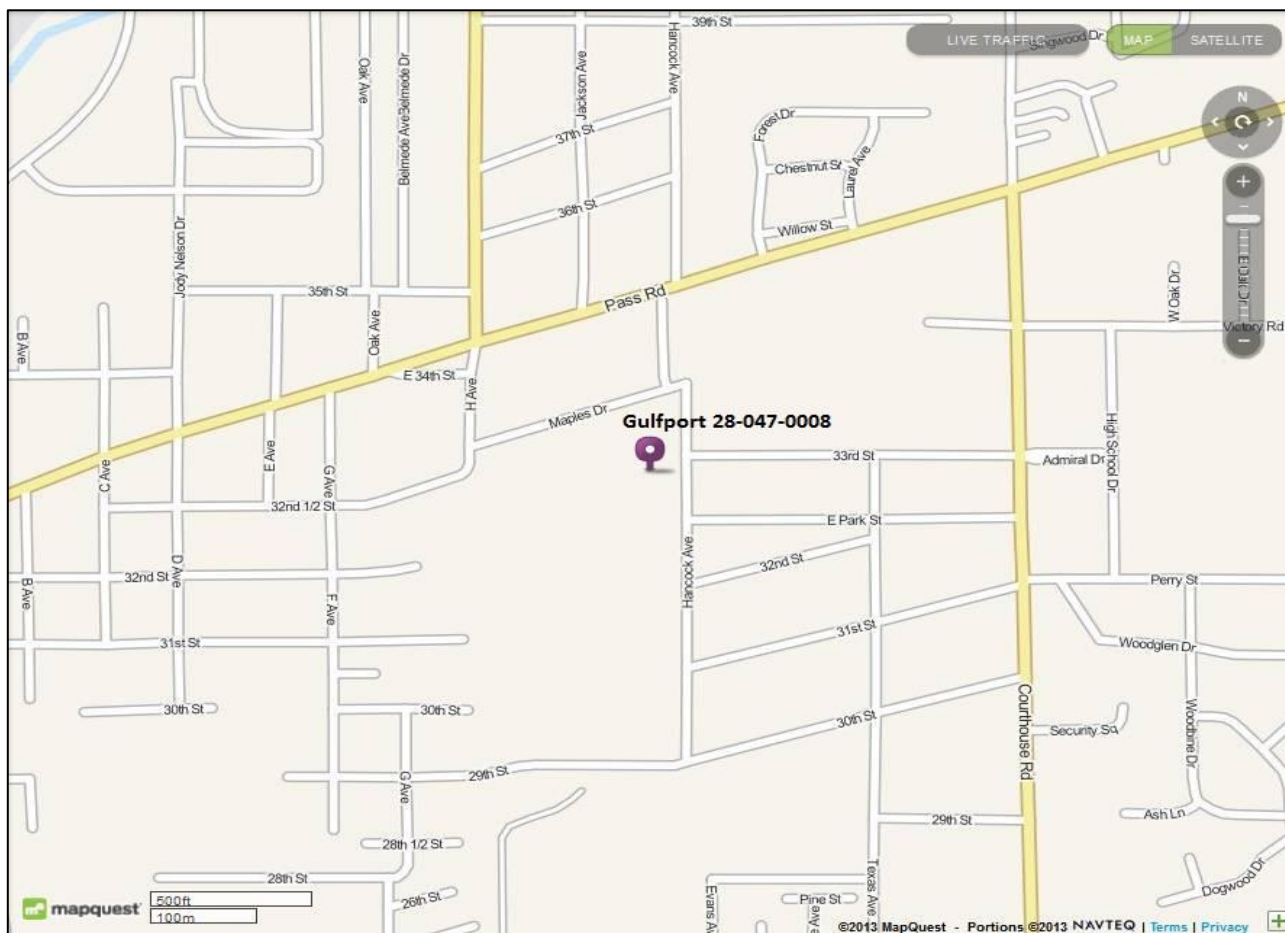 39th St
LIVE TRAFFIC
MAP
SATELLITE
Singwood Dr
Oak Ave
Belmede Dr
Belmede Ave
Jackson Ave
Hancock Ave
N
37th St
Forest Dr
Chestnut St
Laurel Ave
36th St
Willow St
Jody Nelson Dr
35th St
Pass Rd
W Oak Dr
Victory Rd
B Ave
Oak Ave
E 34th St
H Ave
Maples Dr
Gulfport 28-047-0008
High School Dr
33rd St
Admiral Dr
C Ave
E Ave
G Ave
32nd 1/2 St
E Park St
32nd St
D Ave
B Ave
F Ave
32nd St
Hancock Ave
Perry St
31st St
31st St
Woodglen Dr
30th St
30th St
30th St
Courthouse Rd
Security Sq
Woodbine Dr
29th St
G Ave
29th St
Ash Ln
28th 1/2 St
28th St
26th St
Evans A
Pine St
Texas Ave
Dogwood Dr
mapquest
500ft
100m
©2013 MapQuest - Portions ©2013 NAVTEQ | Terms | Privacy